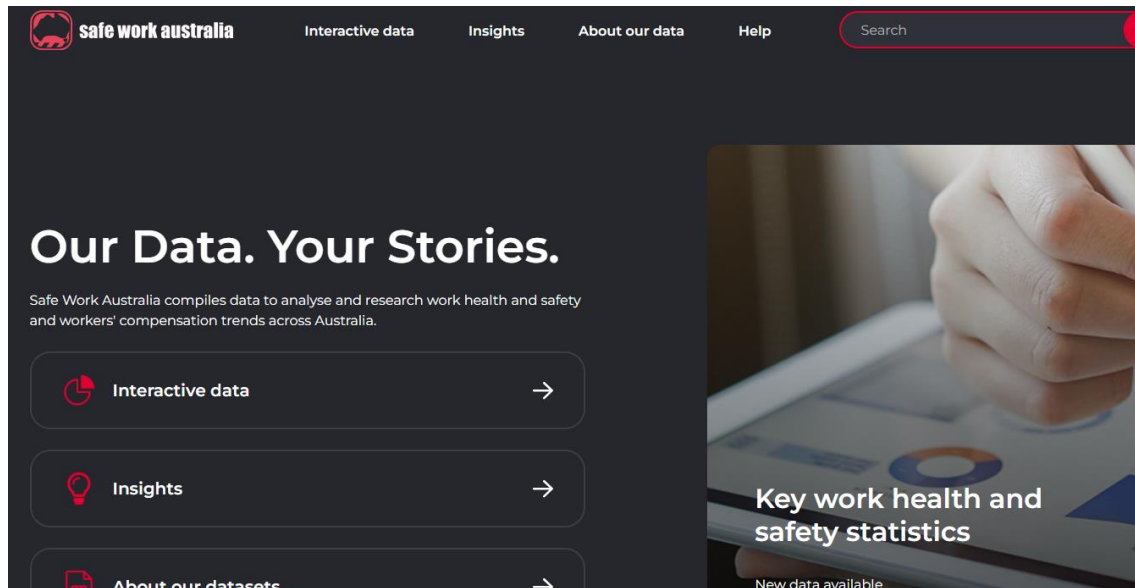 safe work australia
Interactive data
Insights
About our data
Help
Search
Our Data. Your Stories.
Safe Work Australia compiles data to analyse and research work health and safety
and workers' compensation trends across Australia.
Interactive data
Insights
About our datasets
Key work health and
safety statistics
New data available